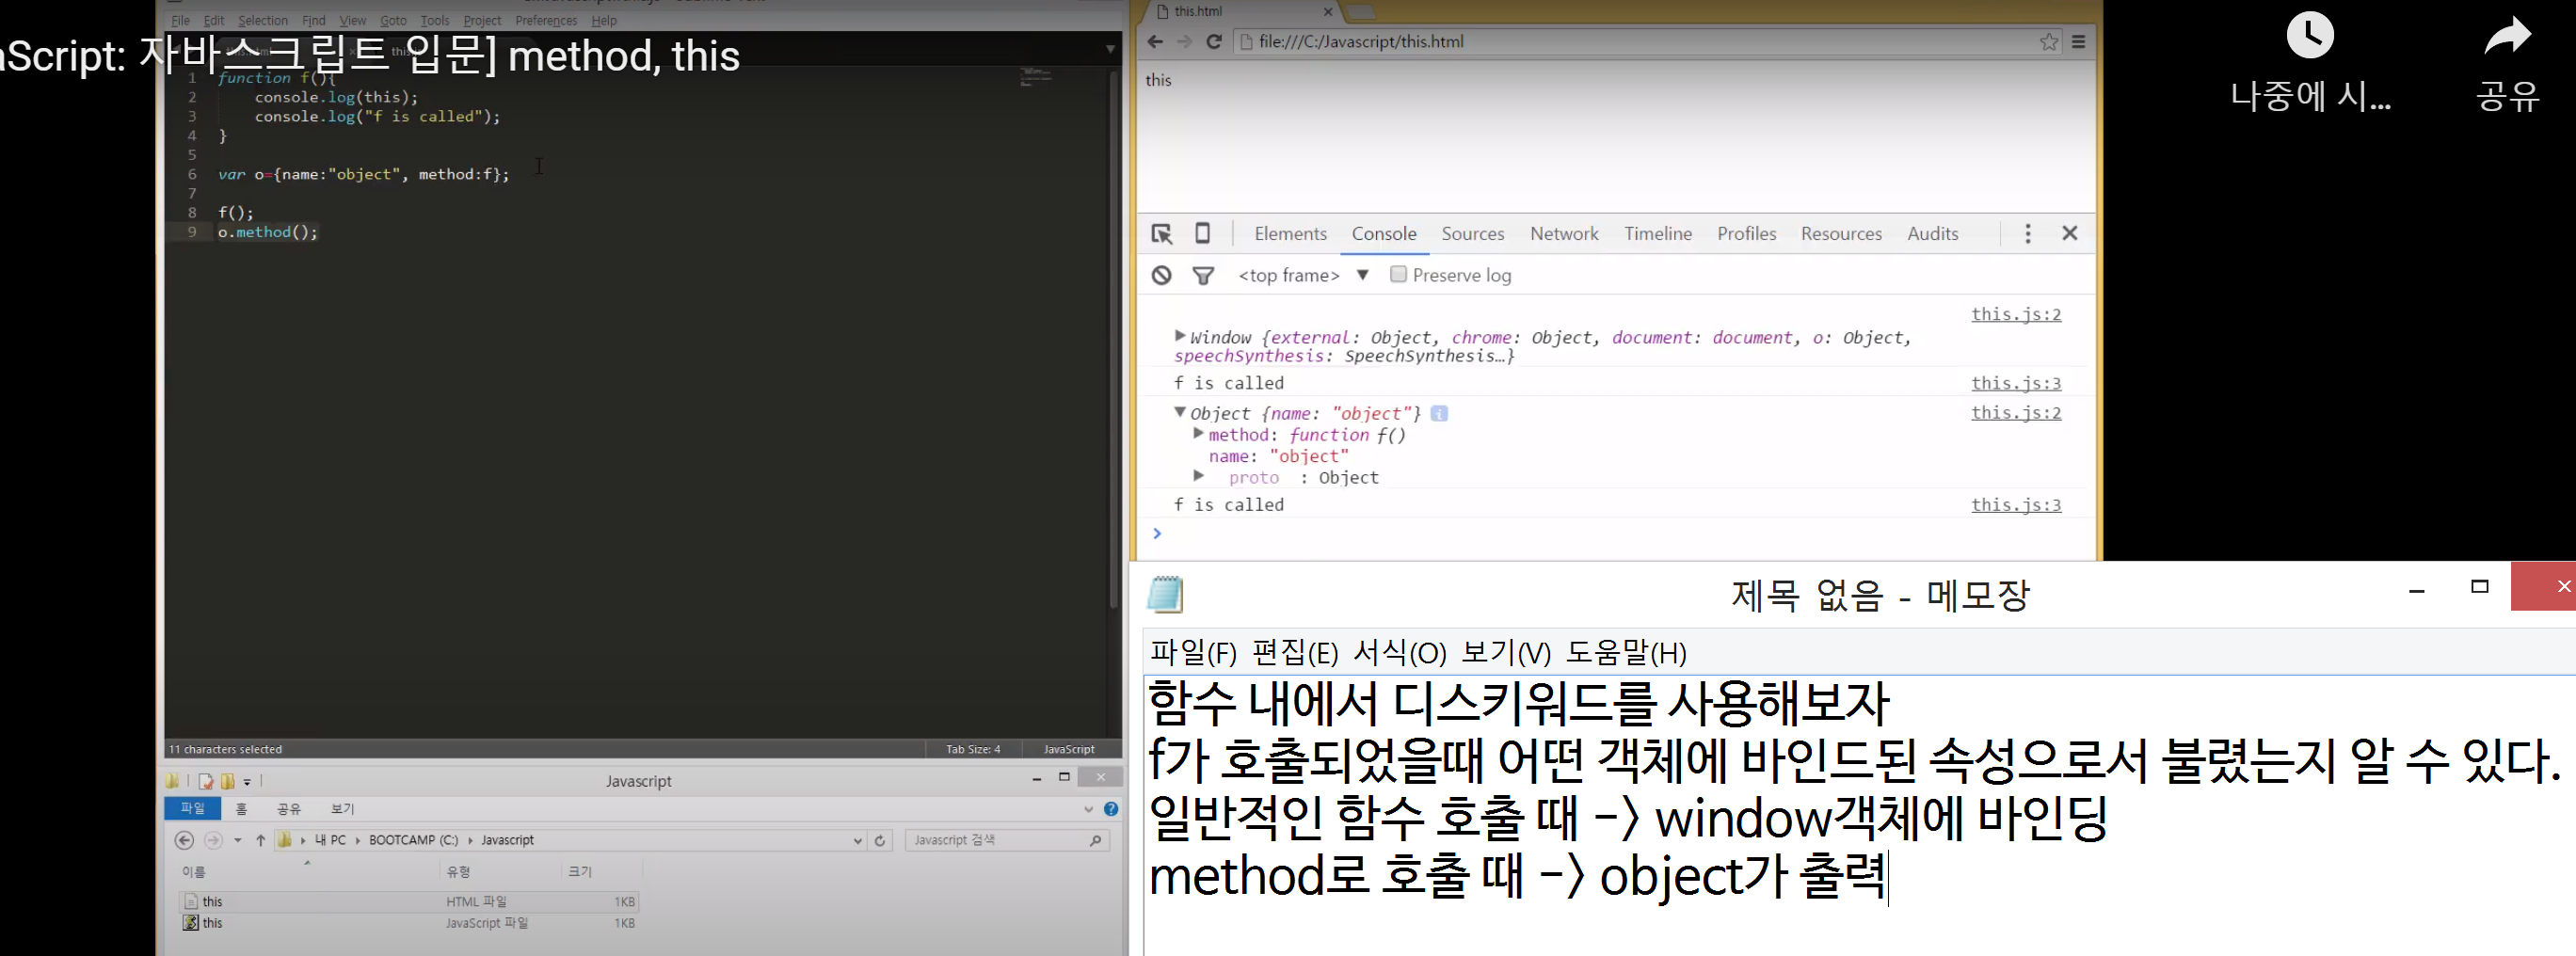 File Edit Selection Find View Goto Tools Project Preferences Help
aScript: 자바스크립트 입문] method, this
1 function f(){
2 console.log(this);
3 console.log("f is called");
4 }
5
6 var o={name:"object", method:f};
7
8 f();
9 o.method();
11 characters selected Tab Size: 4 JavaScript
Javascript
파일 홈 공유 보기
내 PC BOOTCAMP (C:) Javascript Javascript 검색
이름 유형 크기
this HTML 파일 1KB
this JavaScript 파일 1KB
this.html
file:///C:/Javascript/this.html
this
Elements Console Sources Network Timeline Profiles Resources Audits
<top frame> Preserve log
this.js:2
Window {external: Object, chrome: Object, document: document, o: Object,
speechSynthesis: SpeechSynthesis…}
f is called this.js:3
Object {name: "object"} this.js:2
method: function f()
name: "object"
proto : Object
f is called this.js:3
나중에 시... 공유
제목 없음 - 메모장
파일(F) 편집(E) 서식(O) 보기(V) 도움말(H)
함수 내에서 디스키워드를 사용해보자
f가 호출되었을때 어떤 객체에 바인드된 속성으로서 불렸는지 알 수 있다.
일반적인 함수 호출 때 -> window객체에 바인딩
method로 호출 때 -> object가 출력